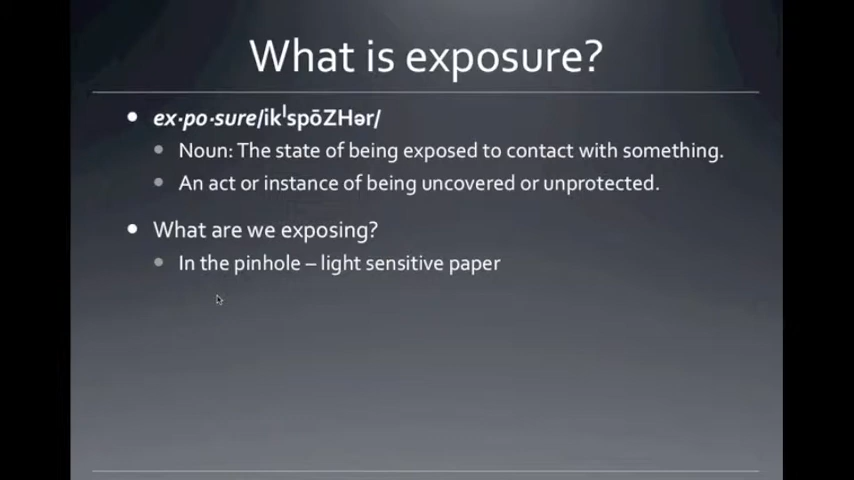 What is exposure?
ex·po·sure/ikˈspōZHər/
Noun: The state of being exposed to contact with something.
An act or instance of being uncovered or unprotected.
What are we exposing?
In the pinhole – light sensitive paper